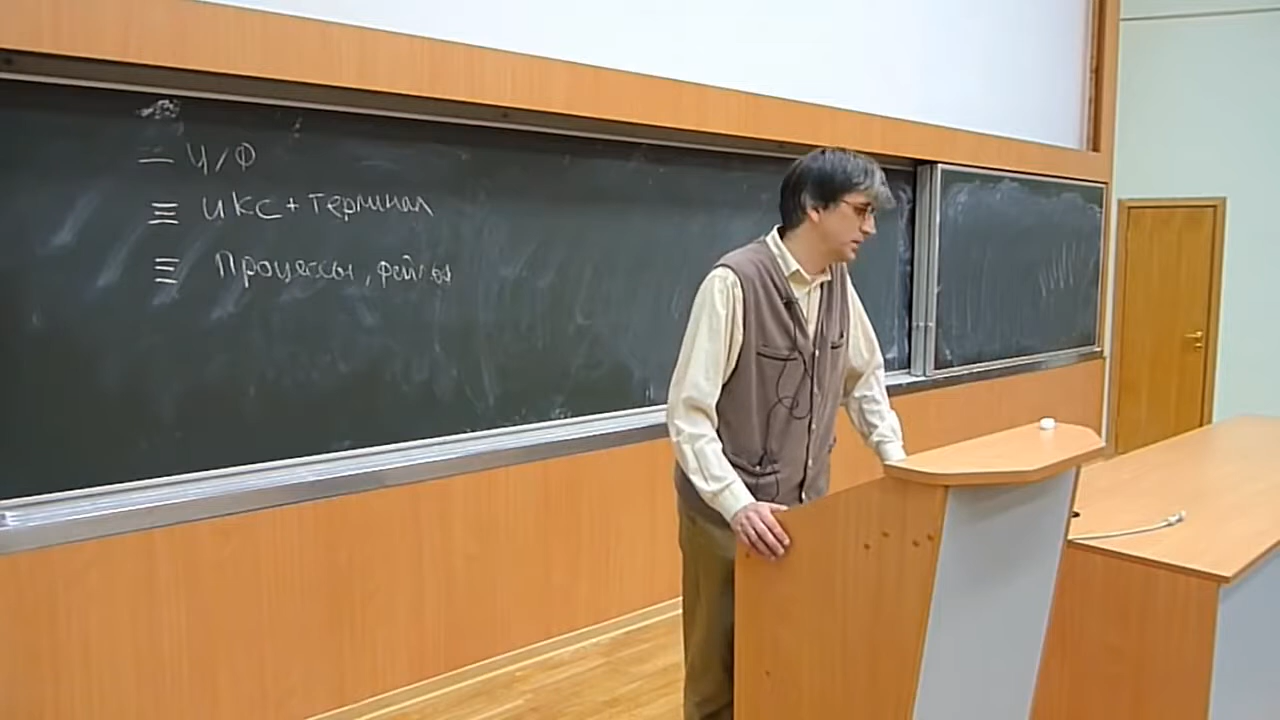 — Ч/Ф
≡ ИКС + терминал
≡ Процессы, файлы